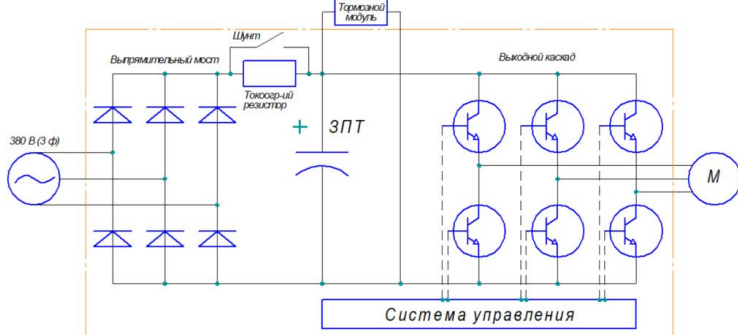 Тормозной
модуль
Шунт
Выпрямительный мост
Выходной каскад
Токоогр-ий
резистор
380 В (3 ф)
+
ЗПТ
М
Система управления